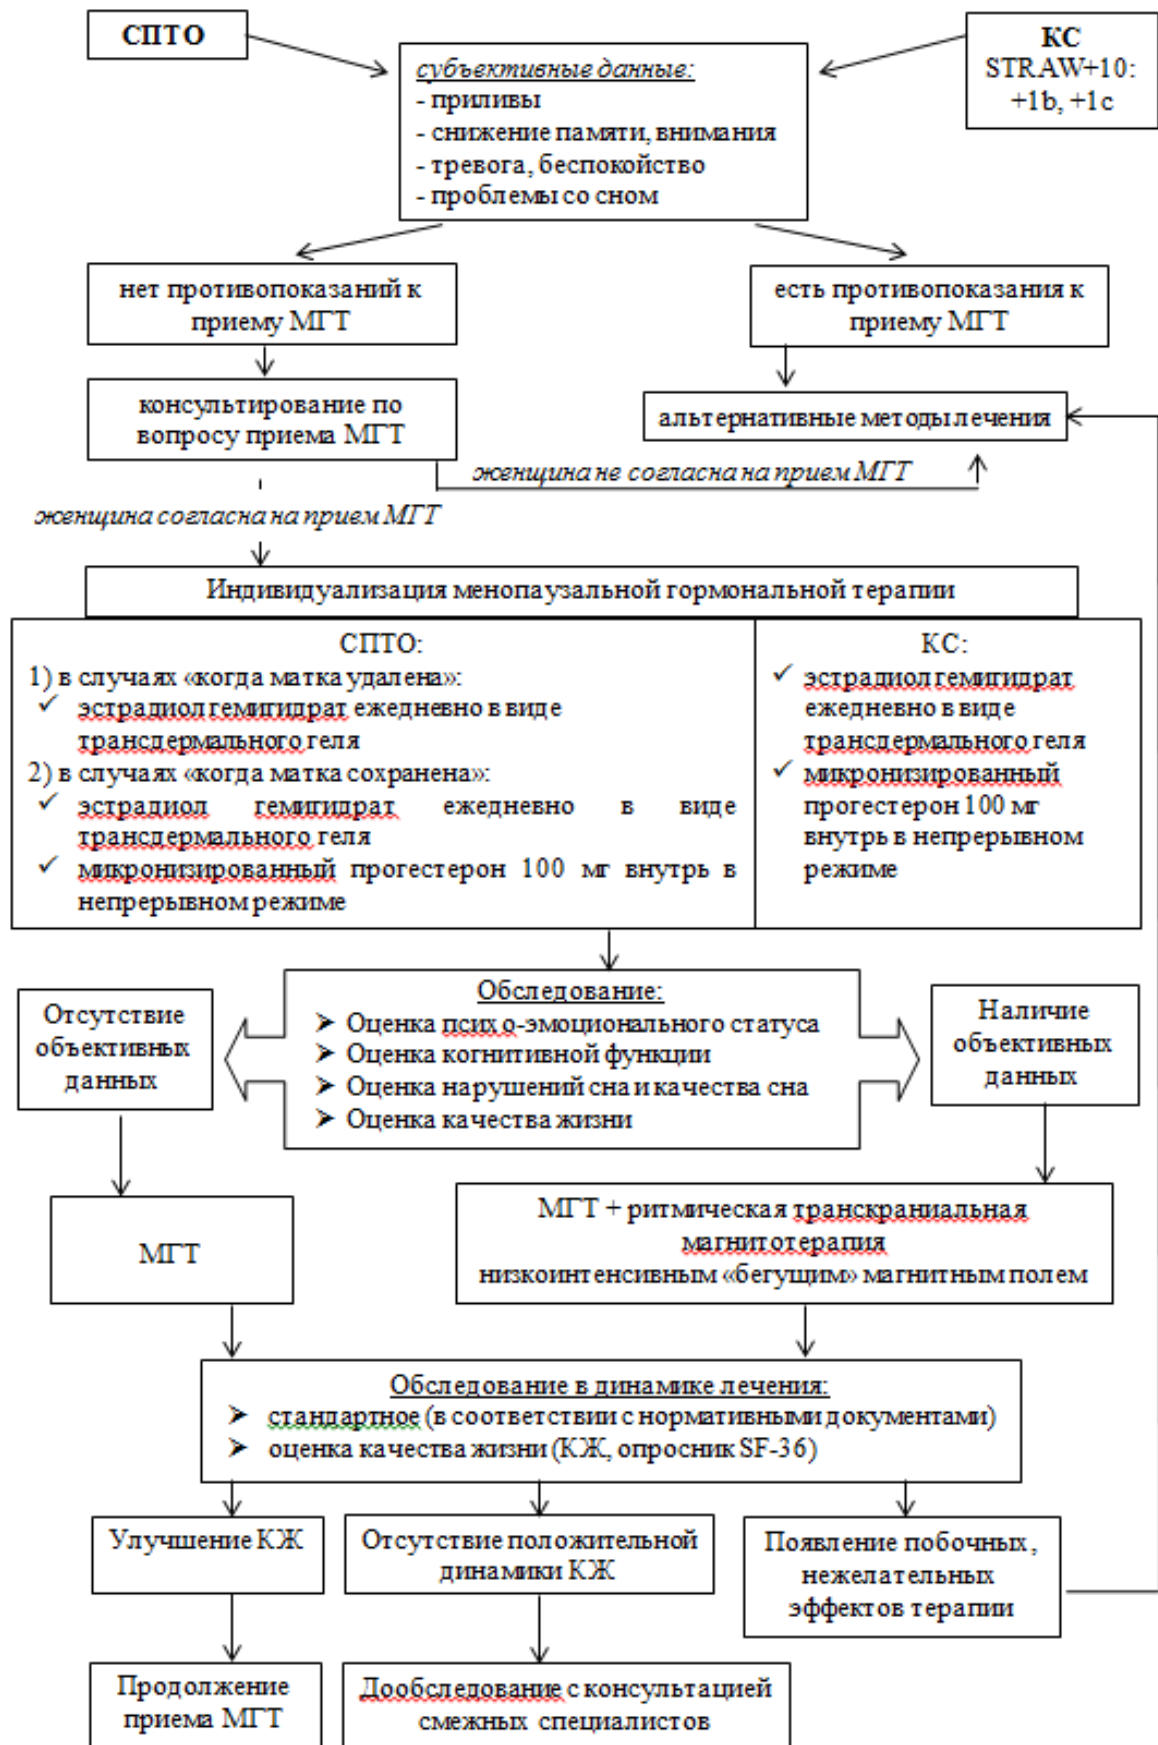 СПТО
КС
STRAW+10:
+1b, +1c
субъективные данные:
- приливы
- снижение памяти, внимания
- тревога, беспокойство
- проблемы со сном
нет противопоказаний к
приему МГТ
есть противопоказания к
приему МГТ
консультирование по
вопросу приема МГТ
альтернативные методы лечения
женщина не согласна на прием МГТ
женщина согласна на прием МГТ
Индивидуализация менопаузальной гормональной терапии
СПТО:
1) в случаях «когда матка удалена»:
✓ эстрадиол гемигидрат ежедневно в виде
трансдермального геля
2) в случаях «когда матка сохранена»:
✓ эстрадиол гемигидрат ежедневно в виде
трансдермального геля
✓ микронизированный прогестерон 100 мг внутрь в
непрерывном режиме
КС:
✓ эстрадиол гемигидрат
ежедневно в виде
трансдермального геля
✓ микронизированный
прогестерон 100 мг
внутрь в непрерывном
режиме
Отсутствие
объективных
данных
Обследование:
➢ Оценка психо-эмоционального статуса
➢ Оценка когнитивной функции
➢ Оценка нарушений сна и качества сна
➢ Оценка качества жизни
Наличие
объективных
данных
МГТ
МГТ + ритмическая транскраниальная
магнитотерапия
низкоинтенсивным «бегущим» магнитным полем
Обследование в динамике лечения:
➢ стандартное (в соответствии с нормативными документами)
➢ оценка качества жизни (КЖ, опросник SF-36)
Улучшение КЖ
Отсутствие положительной
динамики КЖ
Появление побочных,
нежелательных
эффектов терапии
Продолжение
приема МГТ
Дообследование с консультацией
смежных специалистов